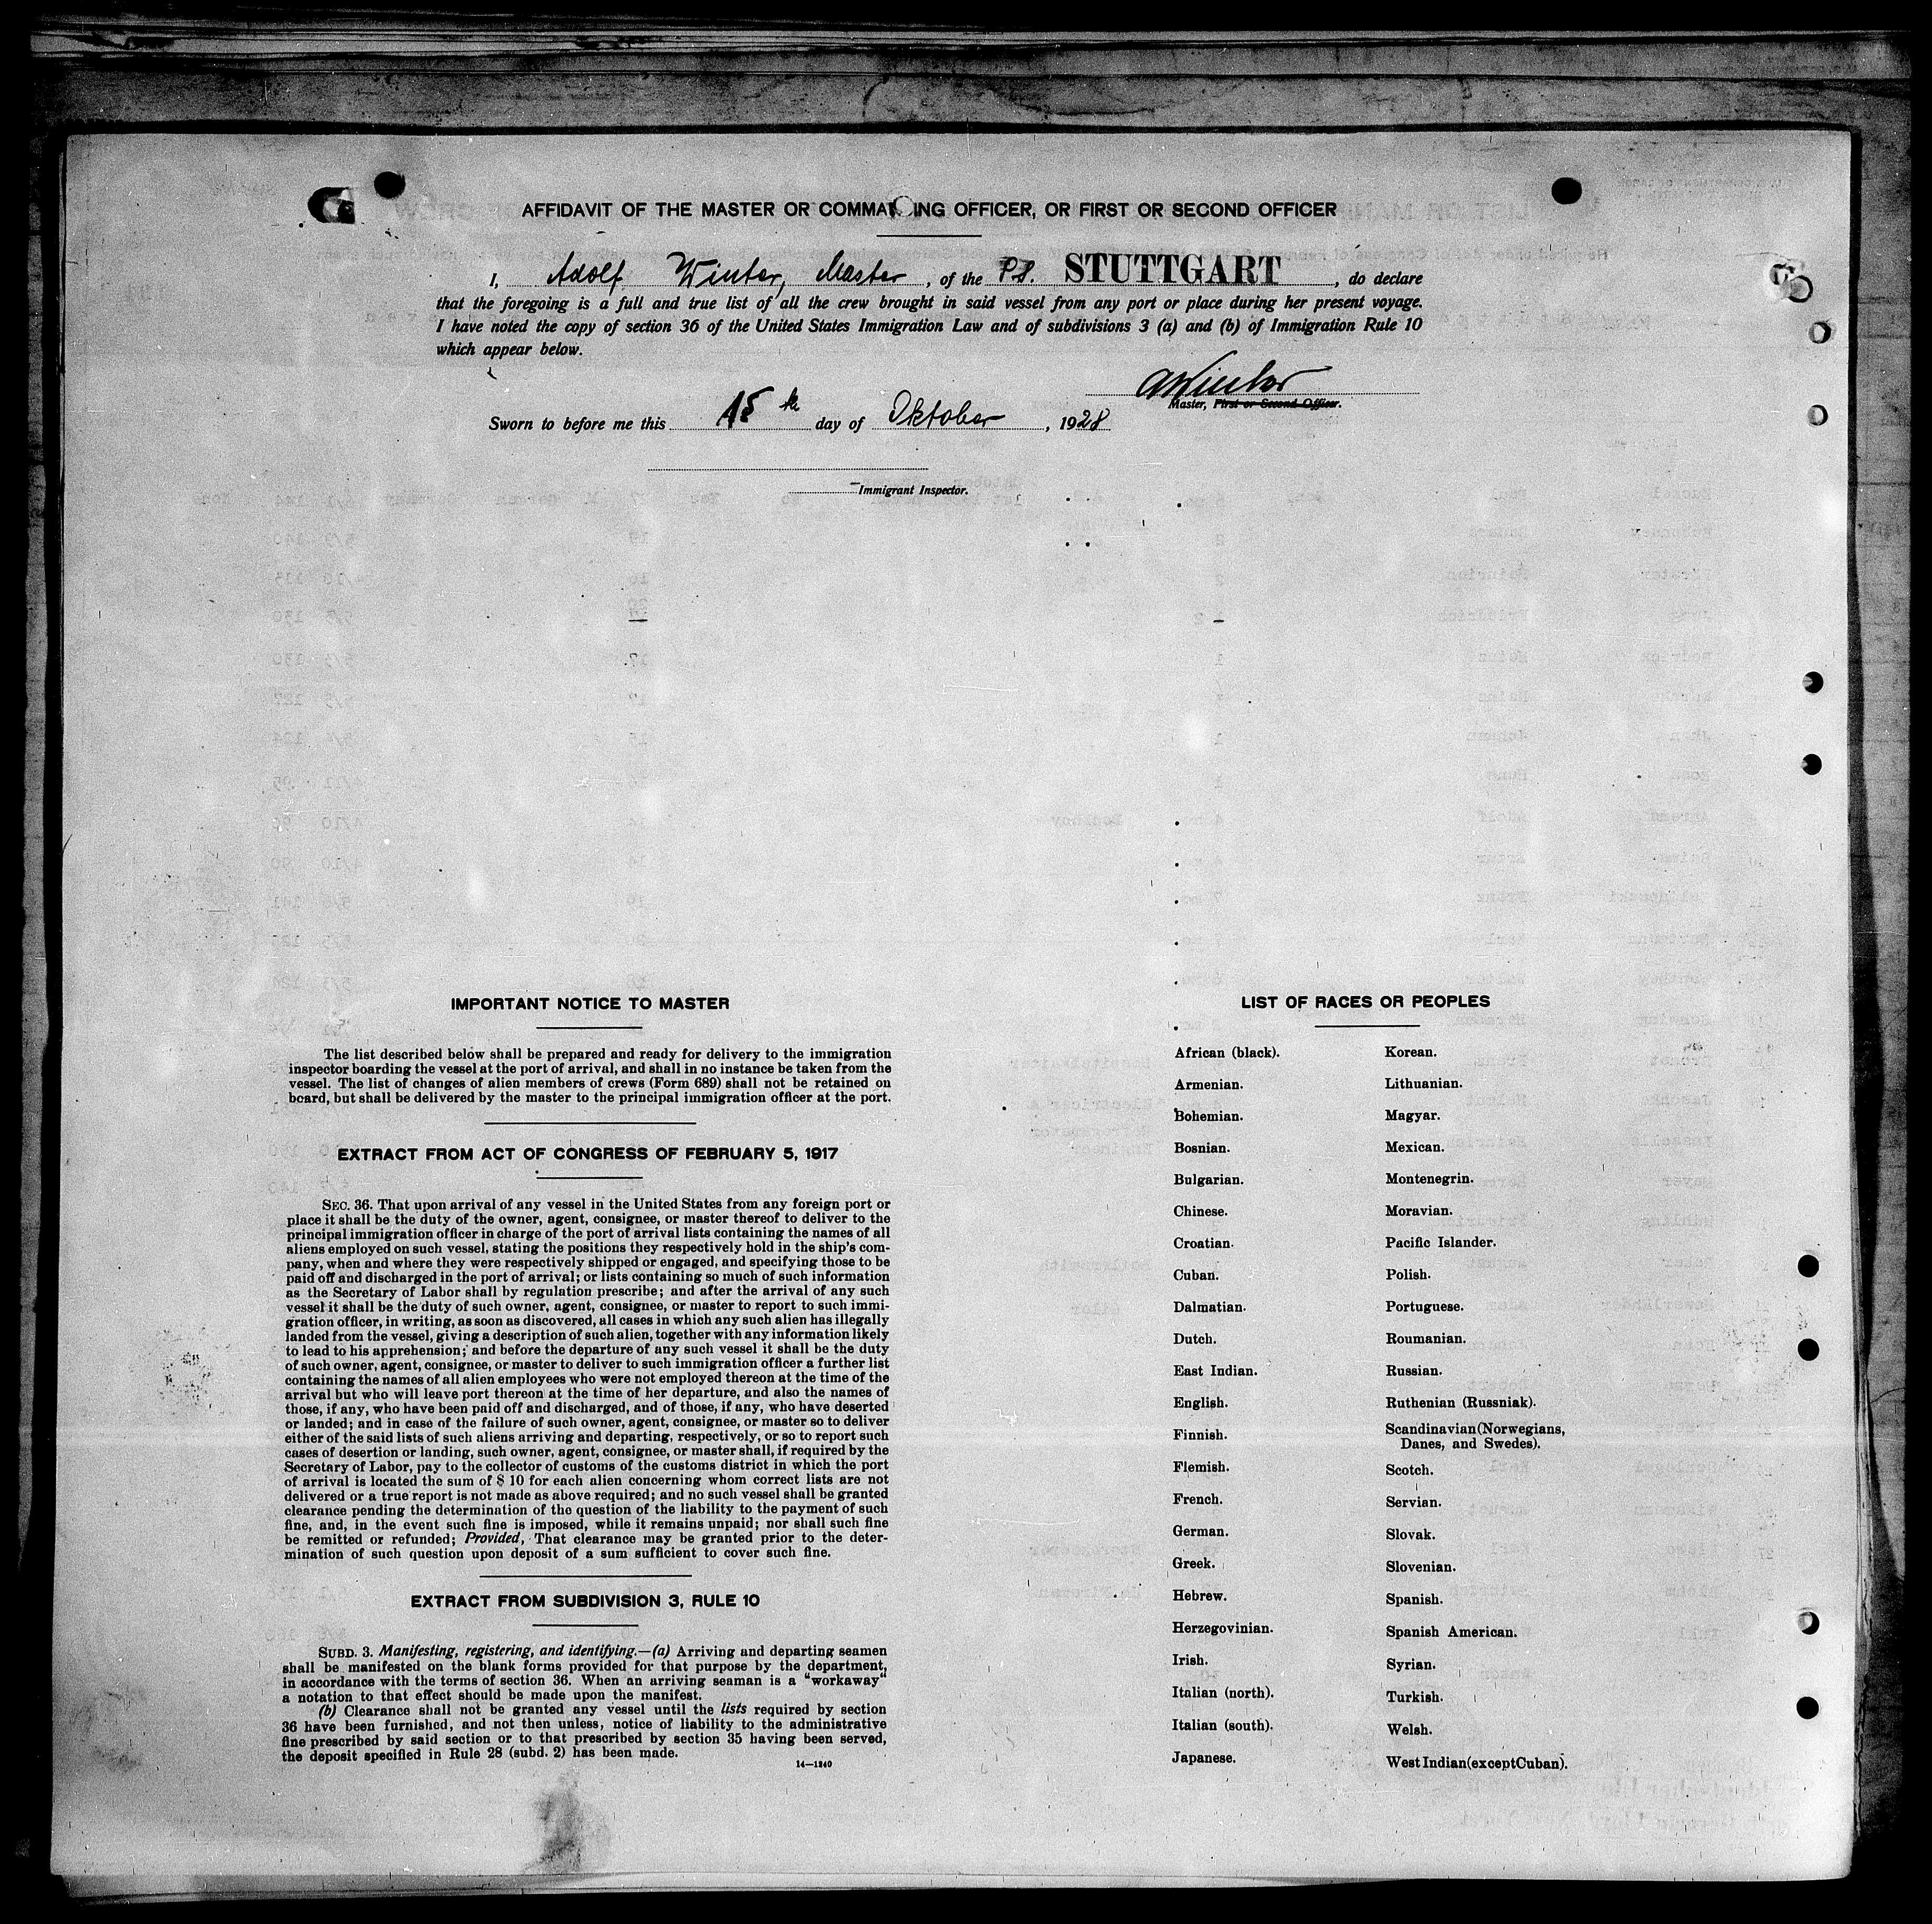 AFFIDAVIT OF THE MASTER OR COMMANDING OFFICER, OR FIRST OR SECOND OFFICER
I, Adolf Winter, Master, of the P.S. STUTTGART, do declare
that the foregoing is a full and true list of all the crew brought in said vessel from any port or place during her present voyage.
I have noted the copy of section 36 of the United States Immigration Law and of subdivisions 3 (a) and (b) of Immigration Rule 10
which appear below.
AWinter
Master, First or Second Officer.
Sworn to before me this 15th day of Oktober, 1928
Immigrant Inspector.
IMPORTANT NOTICE TO MASTER
The list described below shall be prepared and ready for delivery to the immigration
inspector boarding the vessel at the port of arrival, and shall in no instance be taken from the
vessel. The list of changes of alien members of crews (Form 689) shall not be retained on
board, but shall be delivered by the master to the principal immigration officer at the port.
EXTRACT FROM ACT OF CONGRESS OF FEBRUARY 5, 1917
SEC. 36. That upon arrival of any vessel in the United States from any foreign port or
place it shall be the duty of the owner, agent, consignee, or master thereof to deliver to the
principal immigration officer in charge of the port of arrival lists containing the names of all
aliens employed on such vessel, stating the positions they respectively hold in the ship's com-
pany, when and where they were respectively shipped or engaged, and specifying those to be
paid off and discharged in the port of arrival; or lists containing so much of such information
as the Secretary of Labor shall by regulation prescribe; and after the arrival of any such
vessel it shall be the duty of such owner, agent, consignee, or master to report to such immi-
gration officer, in writing, as soon as discovered, all cases in which any such alien has illegally
landed from the vessel, giving a description of such alien, together with any information likely
to lead to his apprehension; and before the departure of any such vessel it shall be the duty
of such owner, agent, consignee, or master to deliver to such immigration officer a further list
containing the names of all alien employees who were not employed thereon at the time of the
arrival but who will leave port thereon at the time of her departure, and also the names of
those, if any, who have been paid off and discharged, and of those, if any, who have deserted
or landed; and in case of the failure of such owner, agent, consignee, or master so to deliver
either of the said lists of such aliens arriving and departing, respectively, or so to report such
cases of desertion or landing, such owner, agent, consignee, or master shall, if required by the
Secretary of Labor, pay to the collector of customs of the customs district in which the port
of arrival is located the sum of $ 10 for each alien concerning whom correct lists are not
delivered or a true report is not made as above required; and no such vessel shall be granted
clearance pending the determination of the question of the liability to the payment of such
fine, and, in the event such fine is imposed, while it remains unpaid; nor shall such fine
be remitted or refunded; Provided, That clearance may be granted prior to the deter-
mination of such question upon deposit of a sum sufficient to cover such fine.
EXTRACT FROM SUBDIVISION 3, RULE 10
SUBD. 3. Manifesting, registering, and identifying.—(a) Arriving and departing seamen
shall be manifested on the blank forms provided for that purpose by the department,
in accordance with the terms of section 36. When an arriving seaman is a "workaway"
a notation to that effect should be made upon the manifest.
(b) Clearance shall not be granted any vessel until the lists required by section
36 have been furnished, and not then unless, notice of liability to the administrative
fine prescribed by said section or to that prescribed by section 35 having been served,
the deposit specified in Rule 28 (subd. 2) has been made.
14—1240
LIST OF RACES OR PEOPLES
African (black).
Armenian.
Bohemian.
Bosnian.
Bulgarian.
Chinese.
Croatian.
Cuban.
Dalmatian.
Dutch.
East Indian.
English.
Finnish.
Flemish.
French.
German.
Greek.
Hebrew.
Herzegovinian.
Irish.
Italian (north).
Italian (south).
Japanese.
Korean.
Lithuanian.
Magyar.
Mexican.
Montenegrin.
Moravian.
Pacific Islander.
Polish.
Portuguese.
Roumanian.
Russian.
Ruthenian (Russniak).
Scandinavian(Norwegians,
Danes, and Swedes).
Scotch.
Servian.
Slovak.
Slovenian.
Spanish.
Spanish American.
Syrian.
Turkish.
Welsh.
West Indian(except Cuban).